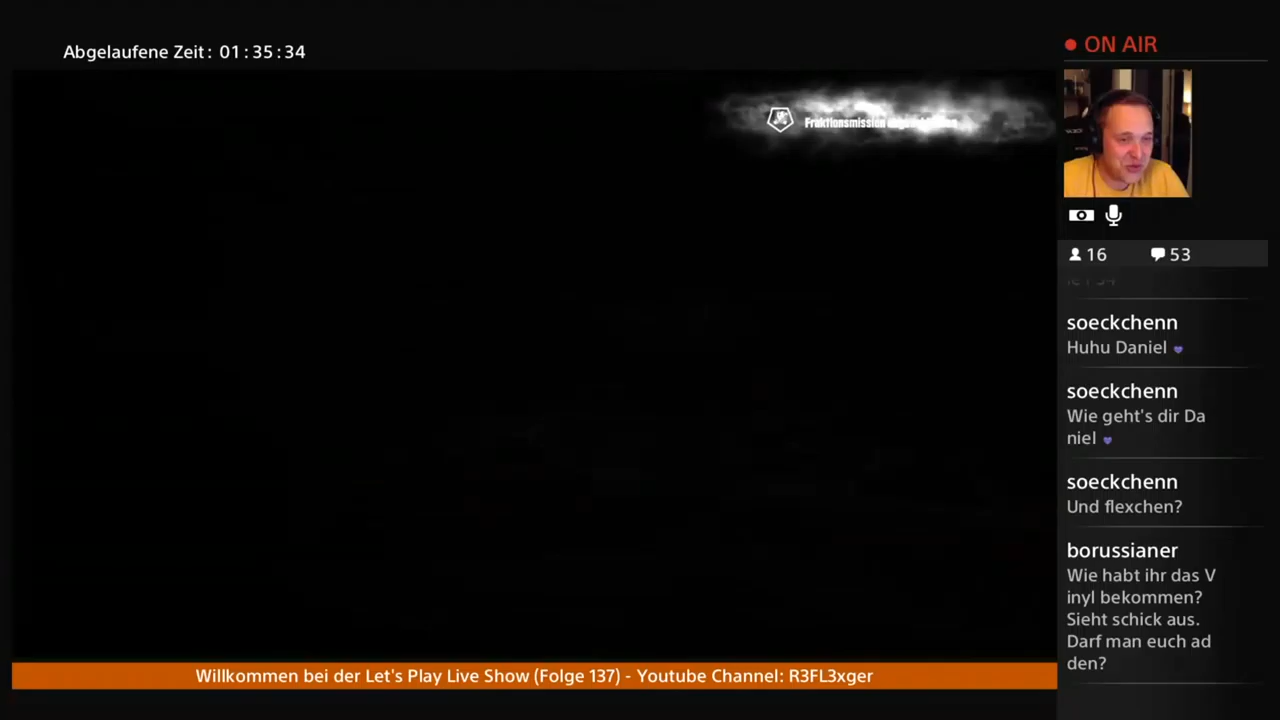 Abgelaufene Zeit: 01:35:34
ON AIR
Fraktionsmission
16 53
soeckchenn
Huhu Daniel
soeckchenn
Wie geht's dir Da
niel
soeckchenn
Und flexchen?
borussianer
Wie habt ihr das V
inyl bekommen?
Sieht schick aus.
Darf man euch ad
den?
Willkommen bei der Let's Play Live Show (Folge 137) - Youtube Channel: R3FL3xger